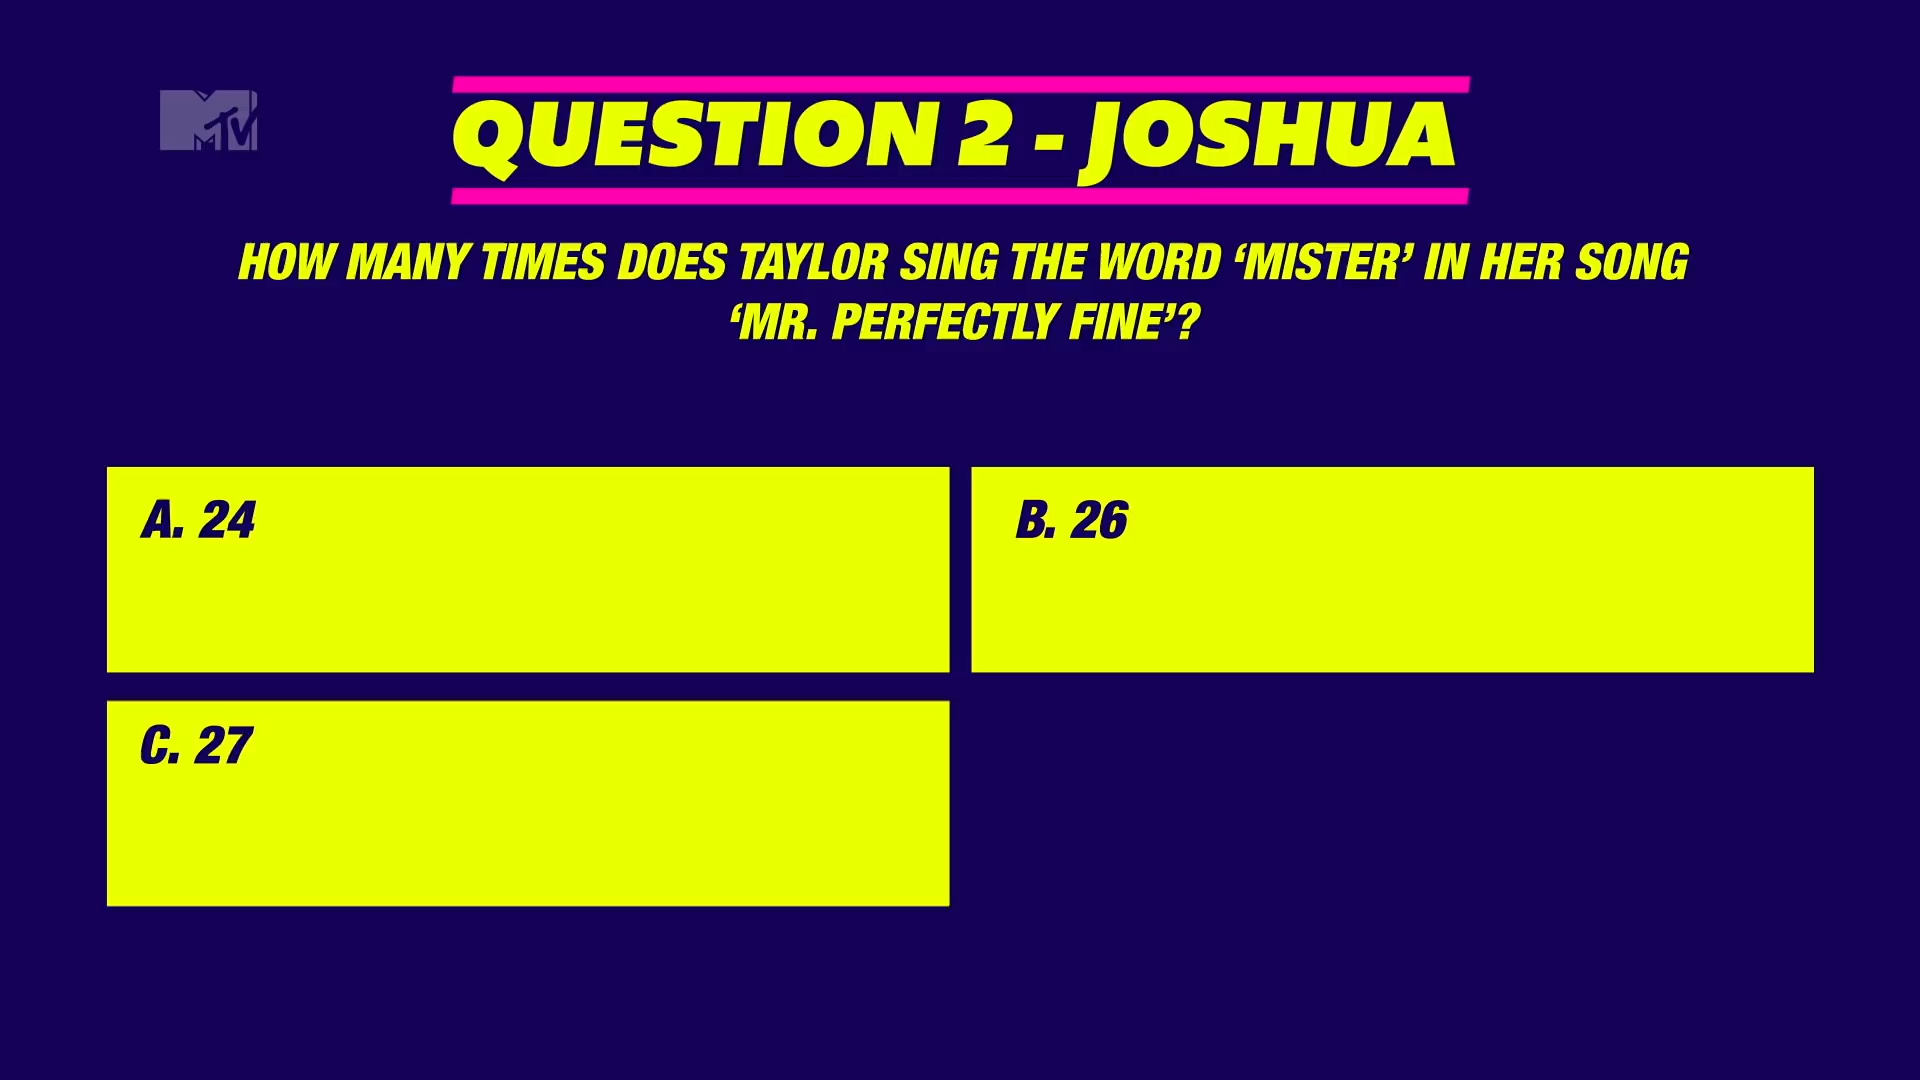 MTV
QUESTION 2 - JOSHUA
HOW MANY TIMES DOES TAYLOR SING THE WORD ‘MISTER’ IN HER SONG
‘MR. PERFECTLY FINE’?
A. 24
B. 26
C. 27